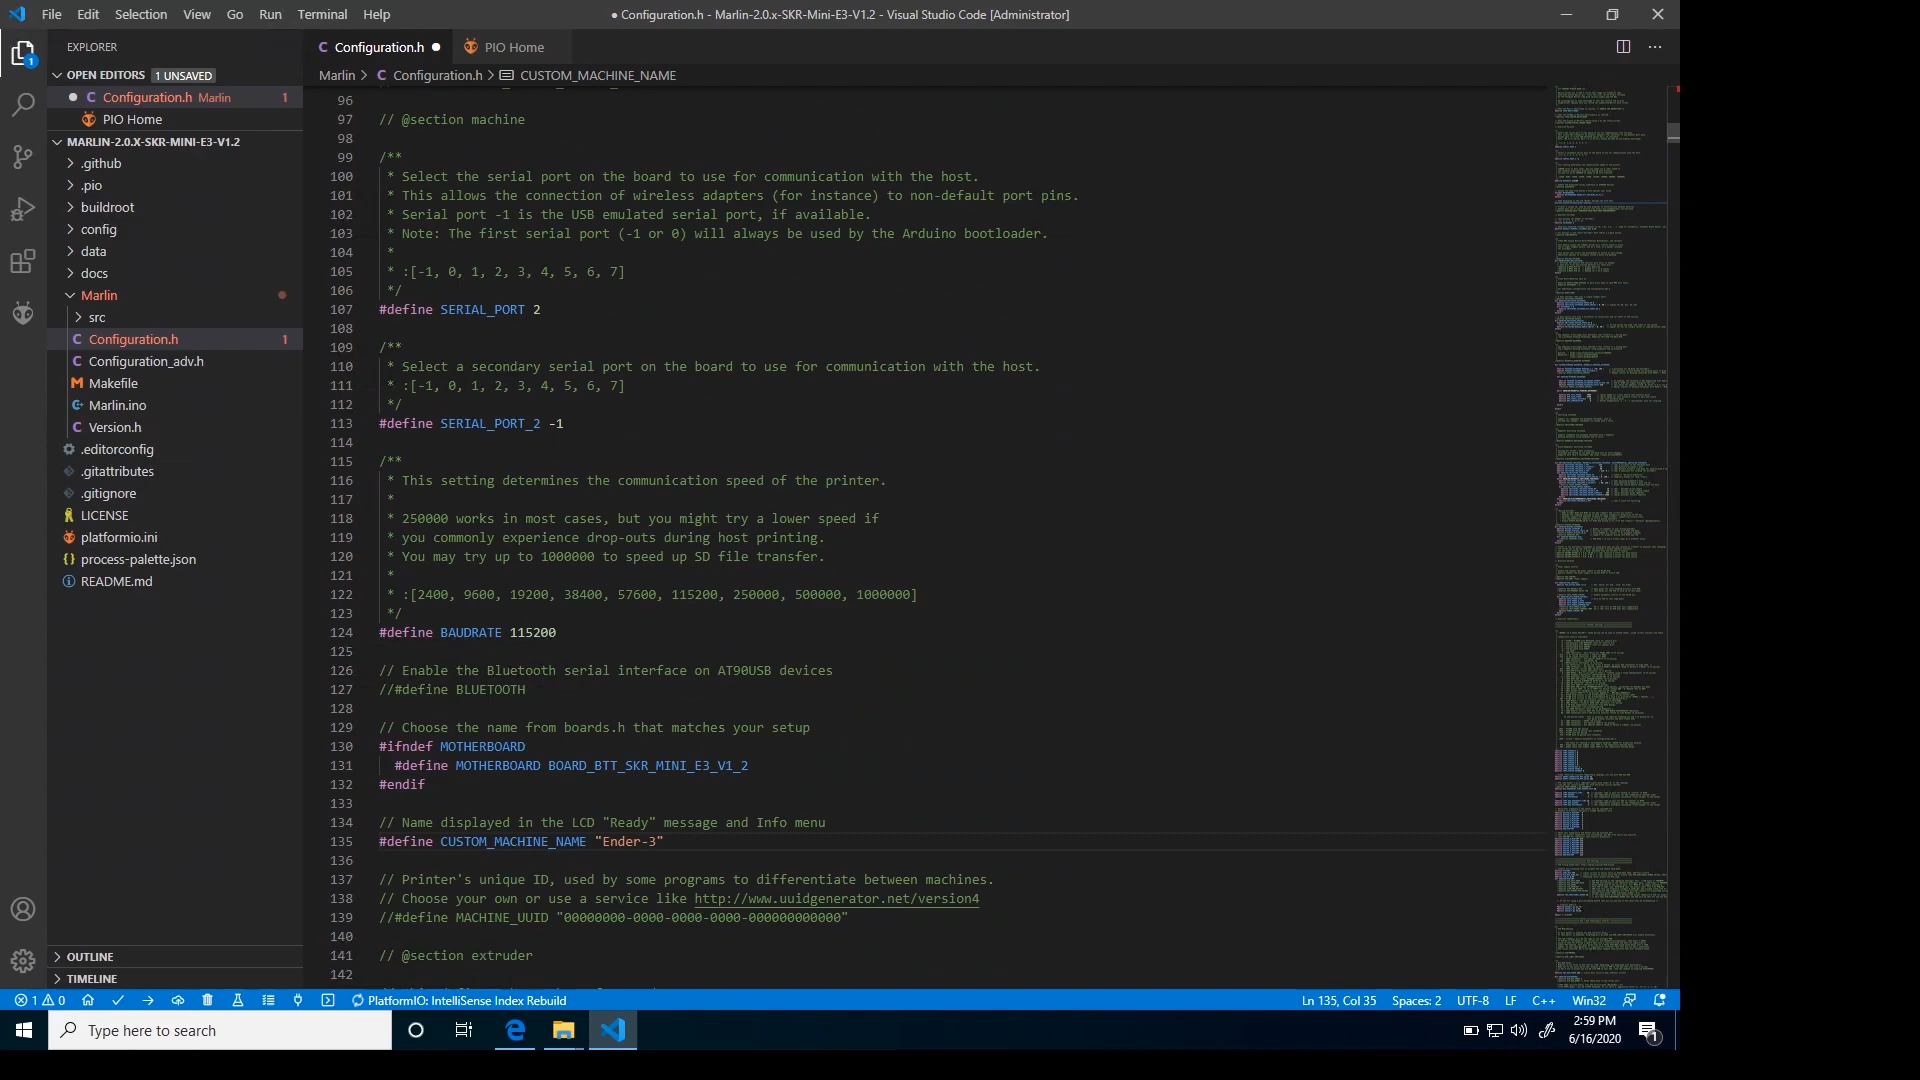 File Edit Selection View Go Run Terminal Help
● Configuration.h - Marlin-2.0.x-SKR-Mini-E3-V1.2 - Visual Studio Code [Administrator]
EXPLORER
Configuration.h
PIO Home
OPEN EDITORS 1 UNSAVED
Configuration.h Marlin 1
PIO Home
MARLIN-2.0.X-SKR-MINI-E3-V1.2
.github
.pio
buildroot
config
data
docs
Marlin
src
Configuration.h 1
Configuration_adv.h
Makefile
Marlin.ino
Version.h
.editorconfig
.gitattributes
.gitignore
LICENSE
platformio.ini
process-palette.json
README.md
OUTLINE
TIMELINE
Marlin > Configuration.h > CUSTOM_MACHINE_NAME
96
97 // @section machine
98
99 /**
100 * Select the serial port on the board to use for communication with the host.
101 * This allows the connection of wireless adapters (for instance) to non-default port pins.
102 * Serial port -1 is the USB emulated serial port, if available.
103 * Note: The first serial port (-1 or 0) will always be used by the Arduino bootloader.
104 *
105 * :[-1, 0, 1, 2, 3, 4, 5, 6, 7]
106 */
107 #define SERIAL_PORT 2
108
109 /**
110 * Select a secondary serial port on the board to use for communication with the host.
111 * :[-1, 0, 1, 2, 3, 4, 5, 6, 7]
112 */
113 #define SERIAL_PORT_2 -1
114
115 /**
116 * This setting determines the communication speed of the printer.
117 *
118 * 250000 works in most cases, but you might try a lower speed if
119 * you commonly experience drop-outs during host printing.
120 * You may try up to 1000000 to speed up SD file transfer.
121 *
122 * :[2400, 9600, 19200, 38400, 57600, 115200, 250000, 500000, 1000000]
123 */
124 #define BAUDRATE 115200
125
126 // Enable the Bluetooth serial interface on AT90USB devices
127 //#define BLUETOOTH
128
129 // Choose the name from boards.h that matches your setup
130 #ifndef MOTHERBOARD
131 #define MOTHERBOARD BOARD_BTT_SKR_MINI_E3_V1_2
132 #endif
133
134 // Name displayed in the LCD "Ready" message and Info menu
135 #define CUSTOM_MACHINE_NAME "Ender-3"
136
137 // Printer's unique ID, used by some programs to differentiate between machines.
138 // Choose your own or use a service like http://www.uuidgenerator.net/version4
139 //#define MACHINE_UUID "00000000-0000-0000-0000-000000000000"
140
141 // @section extruder
142
1 0 PlatformIO: IntelliSense Index Rebuild Ln 135, Col 35 Spaces: 2 UTF-8 LF C++ Win32
Type here to search
2:59 PM
6/16/2020
1